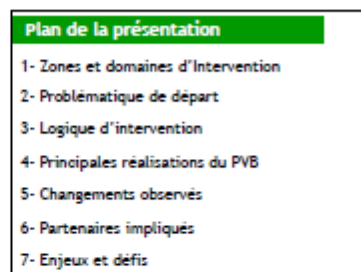 Plan de la présentation
1- Zones et domaines d'Intervention
2- Problématique de départ
3- Logique d'intervention
4- Principales réalisations du PVB
5- Changements observés
6- Partenaires impliqués
7- Enjeux et défis